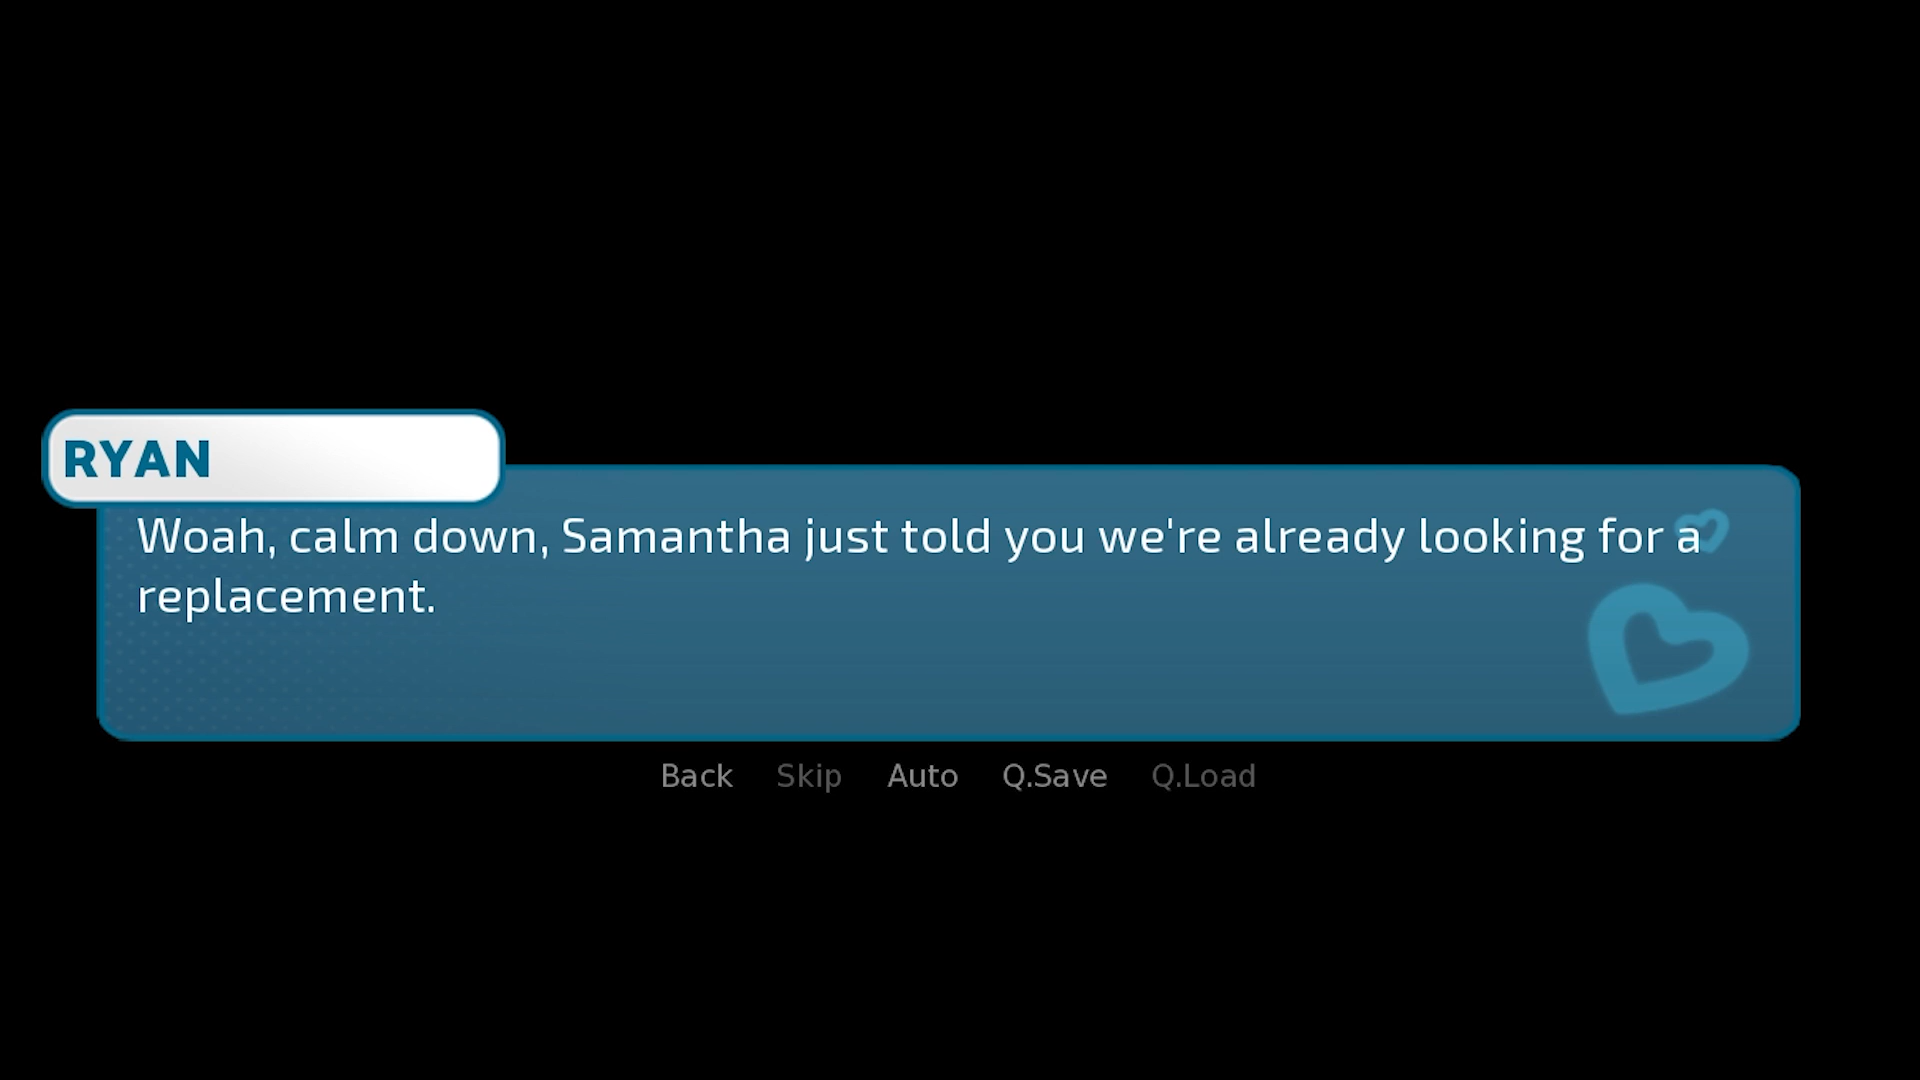 RYAN
Woah, calm down, Samantha just told you we're already looking for a
replacement.
Back Skip Auto Q.Save Q.Load